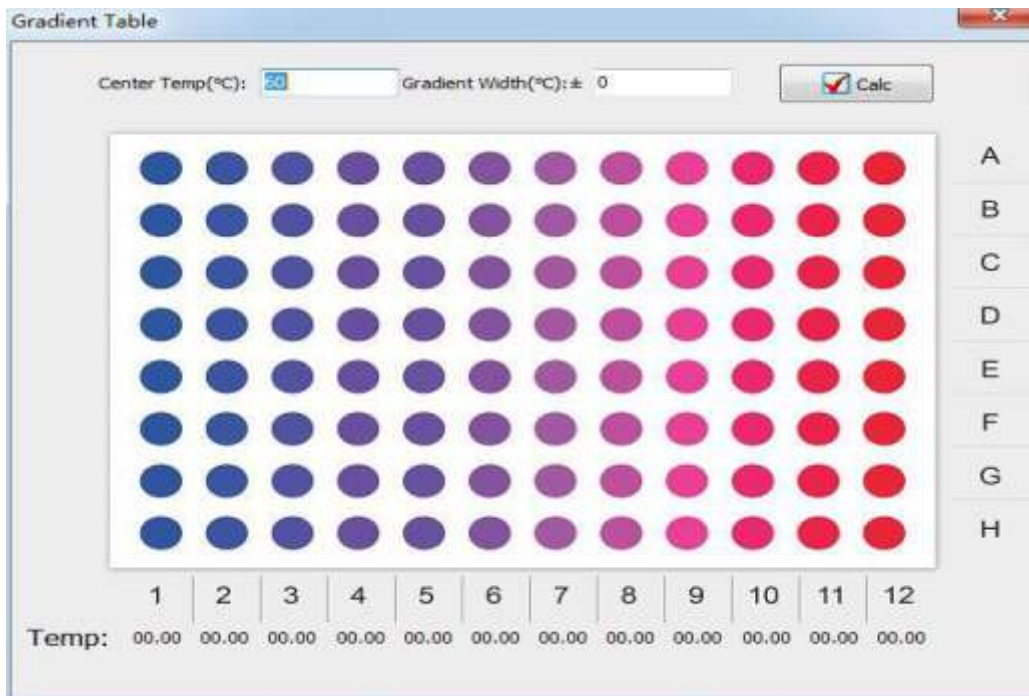 Gradient Table
Center Temp(°C): 60 Gradient Width(°C):± 0 Calc
A
B
C
D
E
F
G
H
1 2 3 4 5 6 7 8 9 10 11 12
Temp: 00.00 00.00 00.00 00.00 00.00 00.00 00.00 00.00 00.00 00.00 00.00 00.00